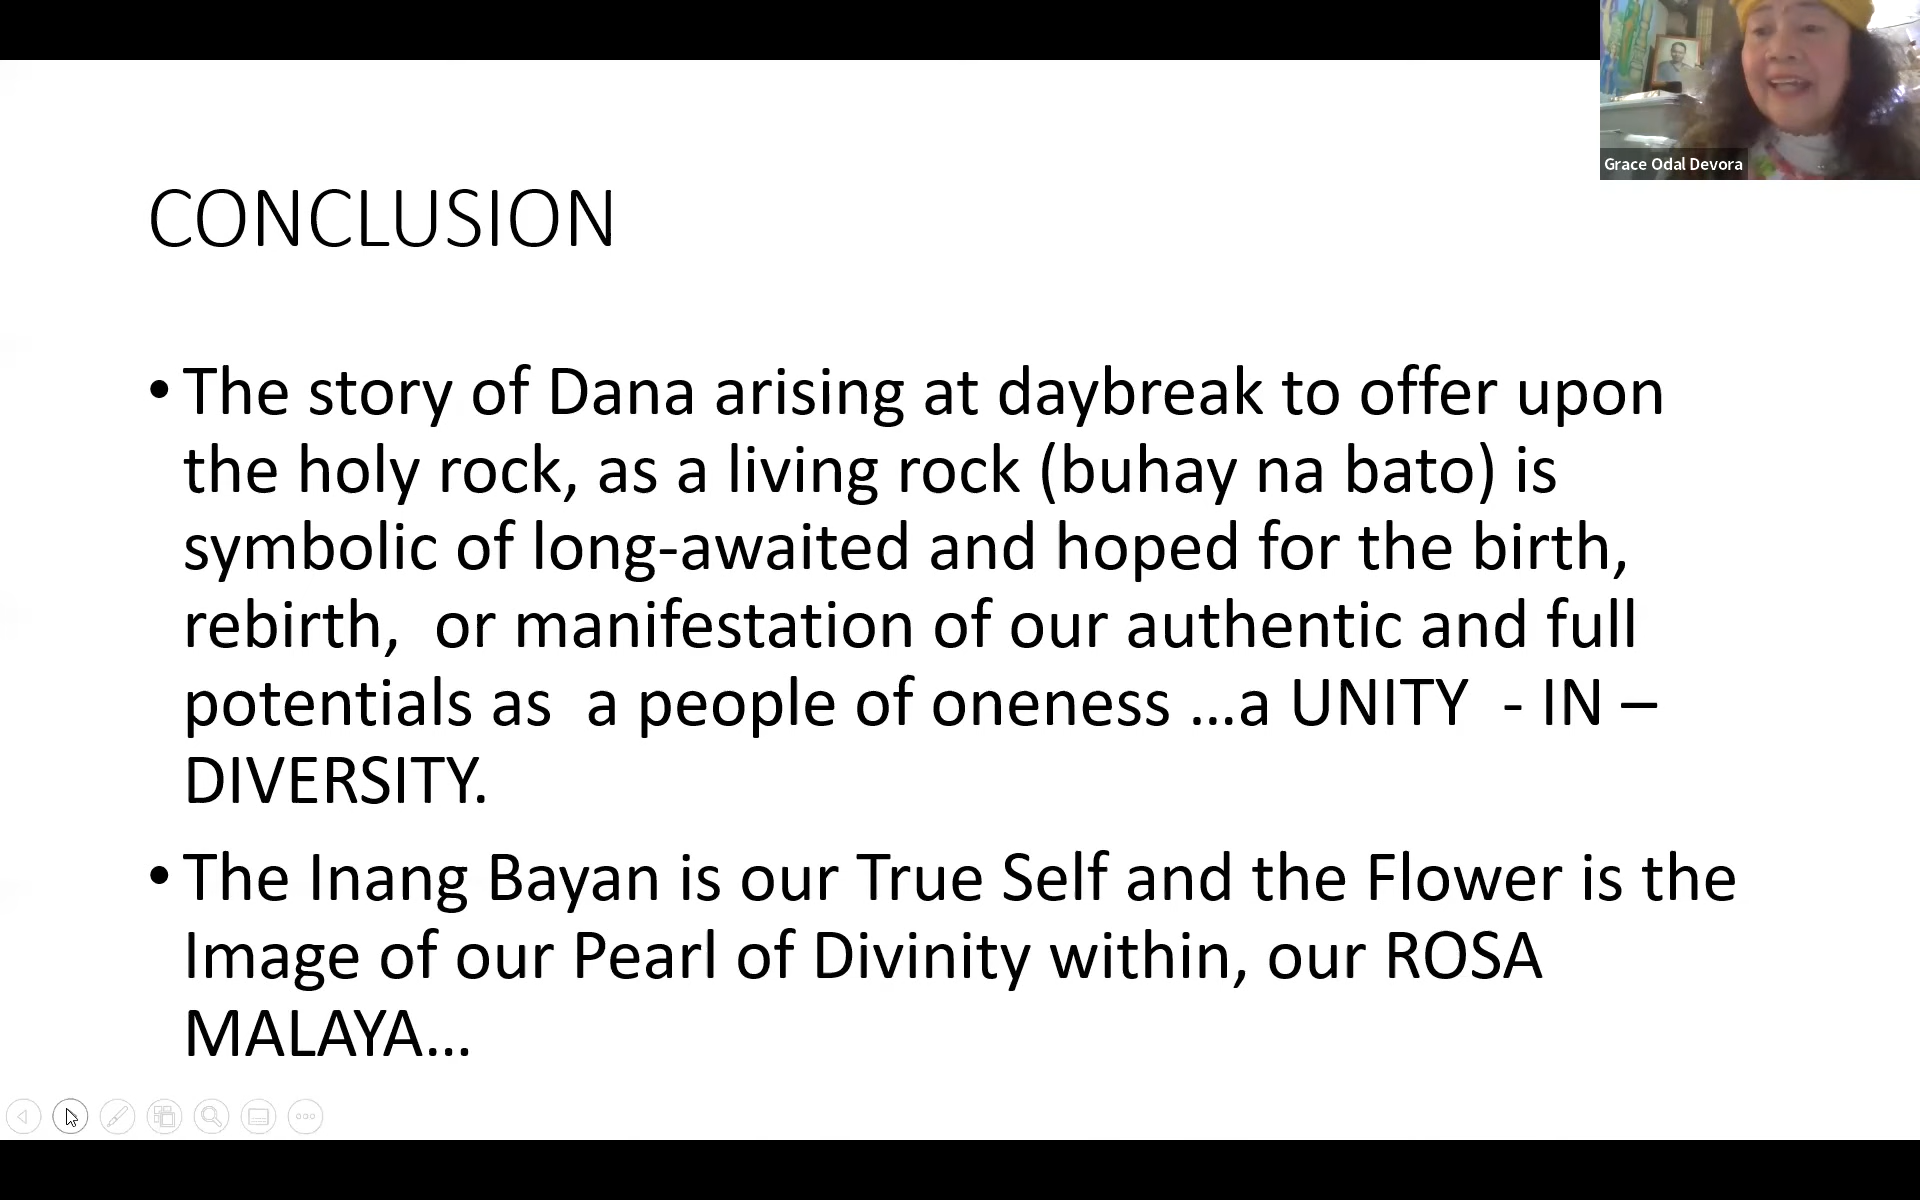 Grace Odal Devora
CONCLUSION
• The story of Dana arising at daybreak to offer upon
the holy rock, as a living rock (buhay na bato) is
symbolic of long-awaited and hoped for the birth,
rebirth,  or manifestation of our authentic and full
potentials as  a people of oneness ...a UNITY  - IN –
DIVERSITY.
• The Inang Bayan is our True Self and the Flower is the
Image of our Pearl of Divinity within, our ROSA
MALAYA...